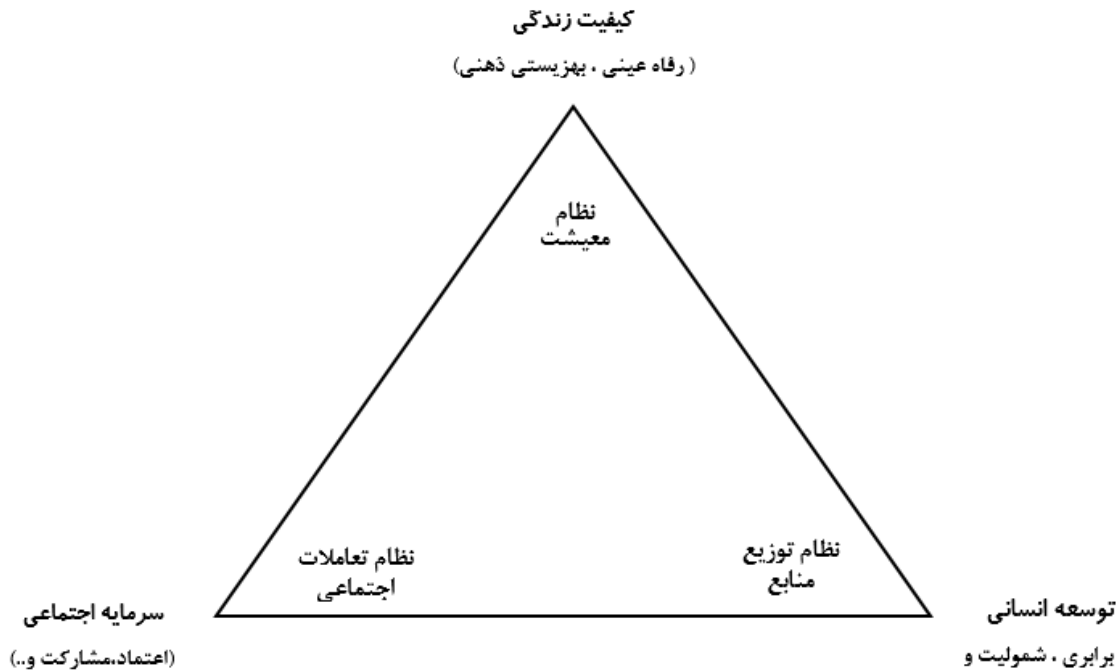 کیفیت زندگی
( رفاه عینی ، بهزیستی ذهنی)
نظام
معیشت
نظام توزیع
منابع
نظام تعاملات
اجتماعی
توسعه انسانی
برابری ، شمولیت و
سرمایه اجتماعی
(اعتماد،مشارکت و..)